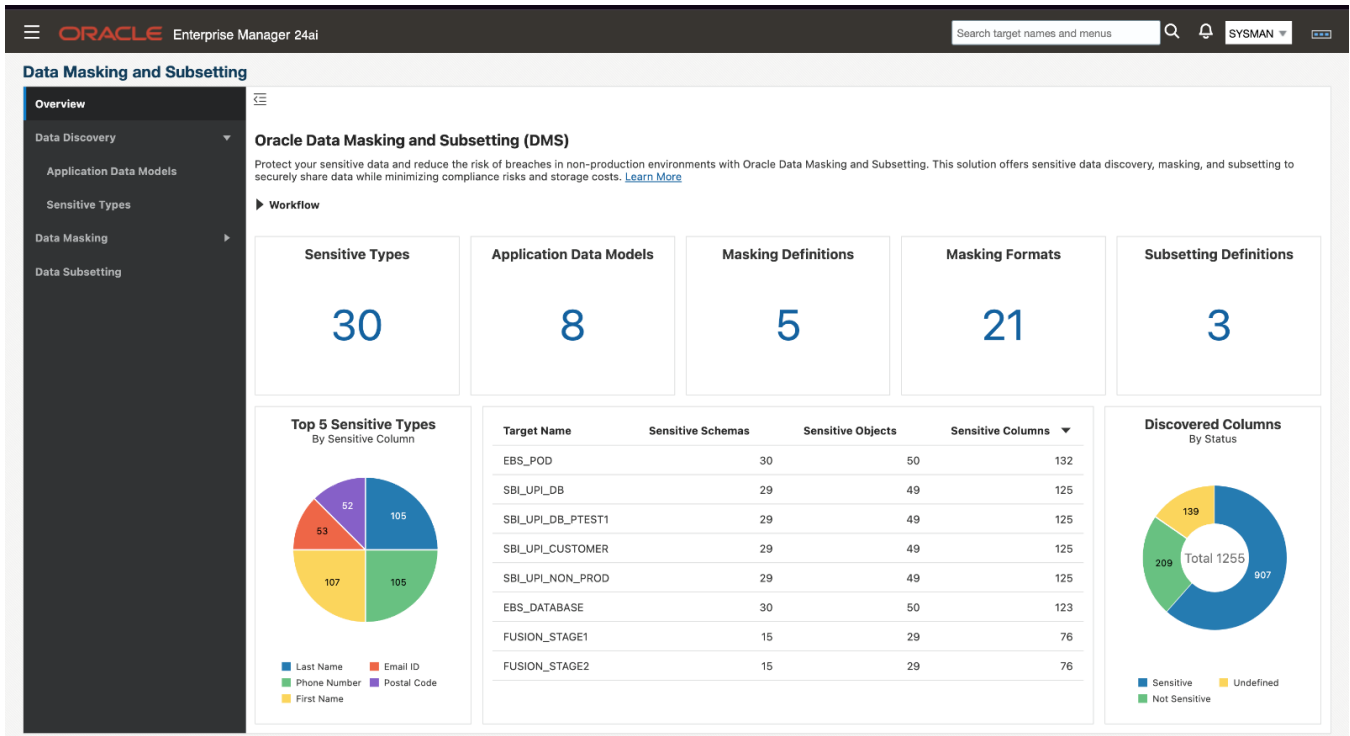 ORACLE Enterprise Manager 24ai
Search target names and menus
SYSMAN
Data Masking and Subsetting
Overview
Data Discovery
Application Data Models
Sensitive Types
Data Masking
Data Subsetting
Oracle Data Masking and Subsetting (DMS)
Protect your sensitive data and reduce the risk of breaches in non-production environments with Oracle Data Masking and Subsetting. This solution offers sensitive data discovery, masking, and subsetting to
securely share data while minimizing compliance risks and storage costs. Learn More
Workflow
Sensitive Types
30
Application Data Models
8
Masking Definitions
5
Masking Formats
21
Subsetting Definitions
3
Top 5 Sensitive Types
By Sensitive Column
52
105
53
107
105
Last Name
Email ID
Phone Number
Postal Code
First Name
Target Name Sensitive Schemas Sensitive Objects Sensitive Columns
EBS_POD 30 50 132
SBI_UPI_DB 29 49 125
SBI_UPI_DB_PTEST1 29 49 125
SBI_UPI_CUSTOMER 29 49 125
SBI_UPI_NON_PROD 29 49 125
EBS_DATABASE 30 50 123
FUSION_STAGE1 15 29 76
FUSION_STAGE2 15 29 76
Discovered Columns
By Status
139
209
Total 1255
907
Sensitive
Undefined
Not Sensitive